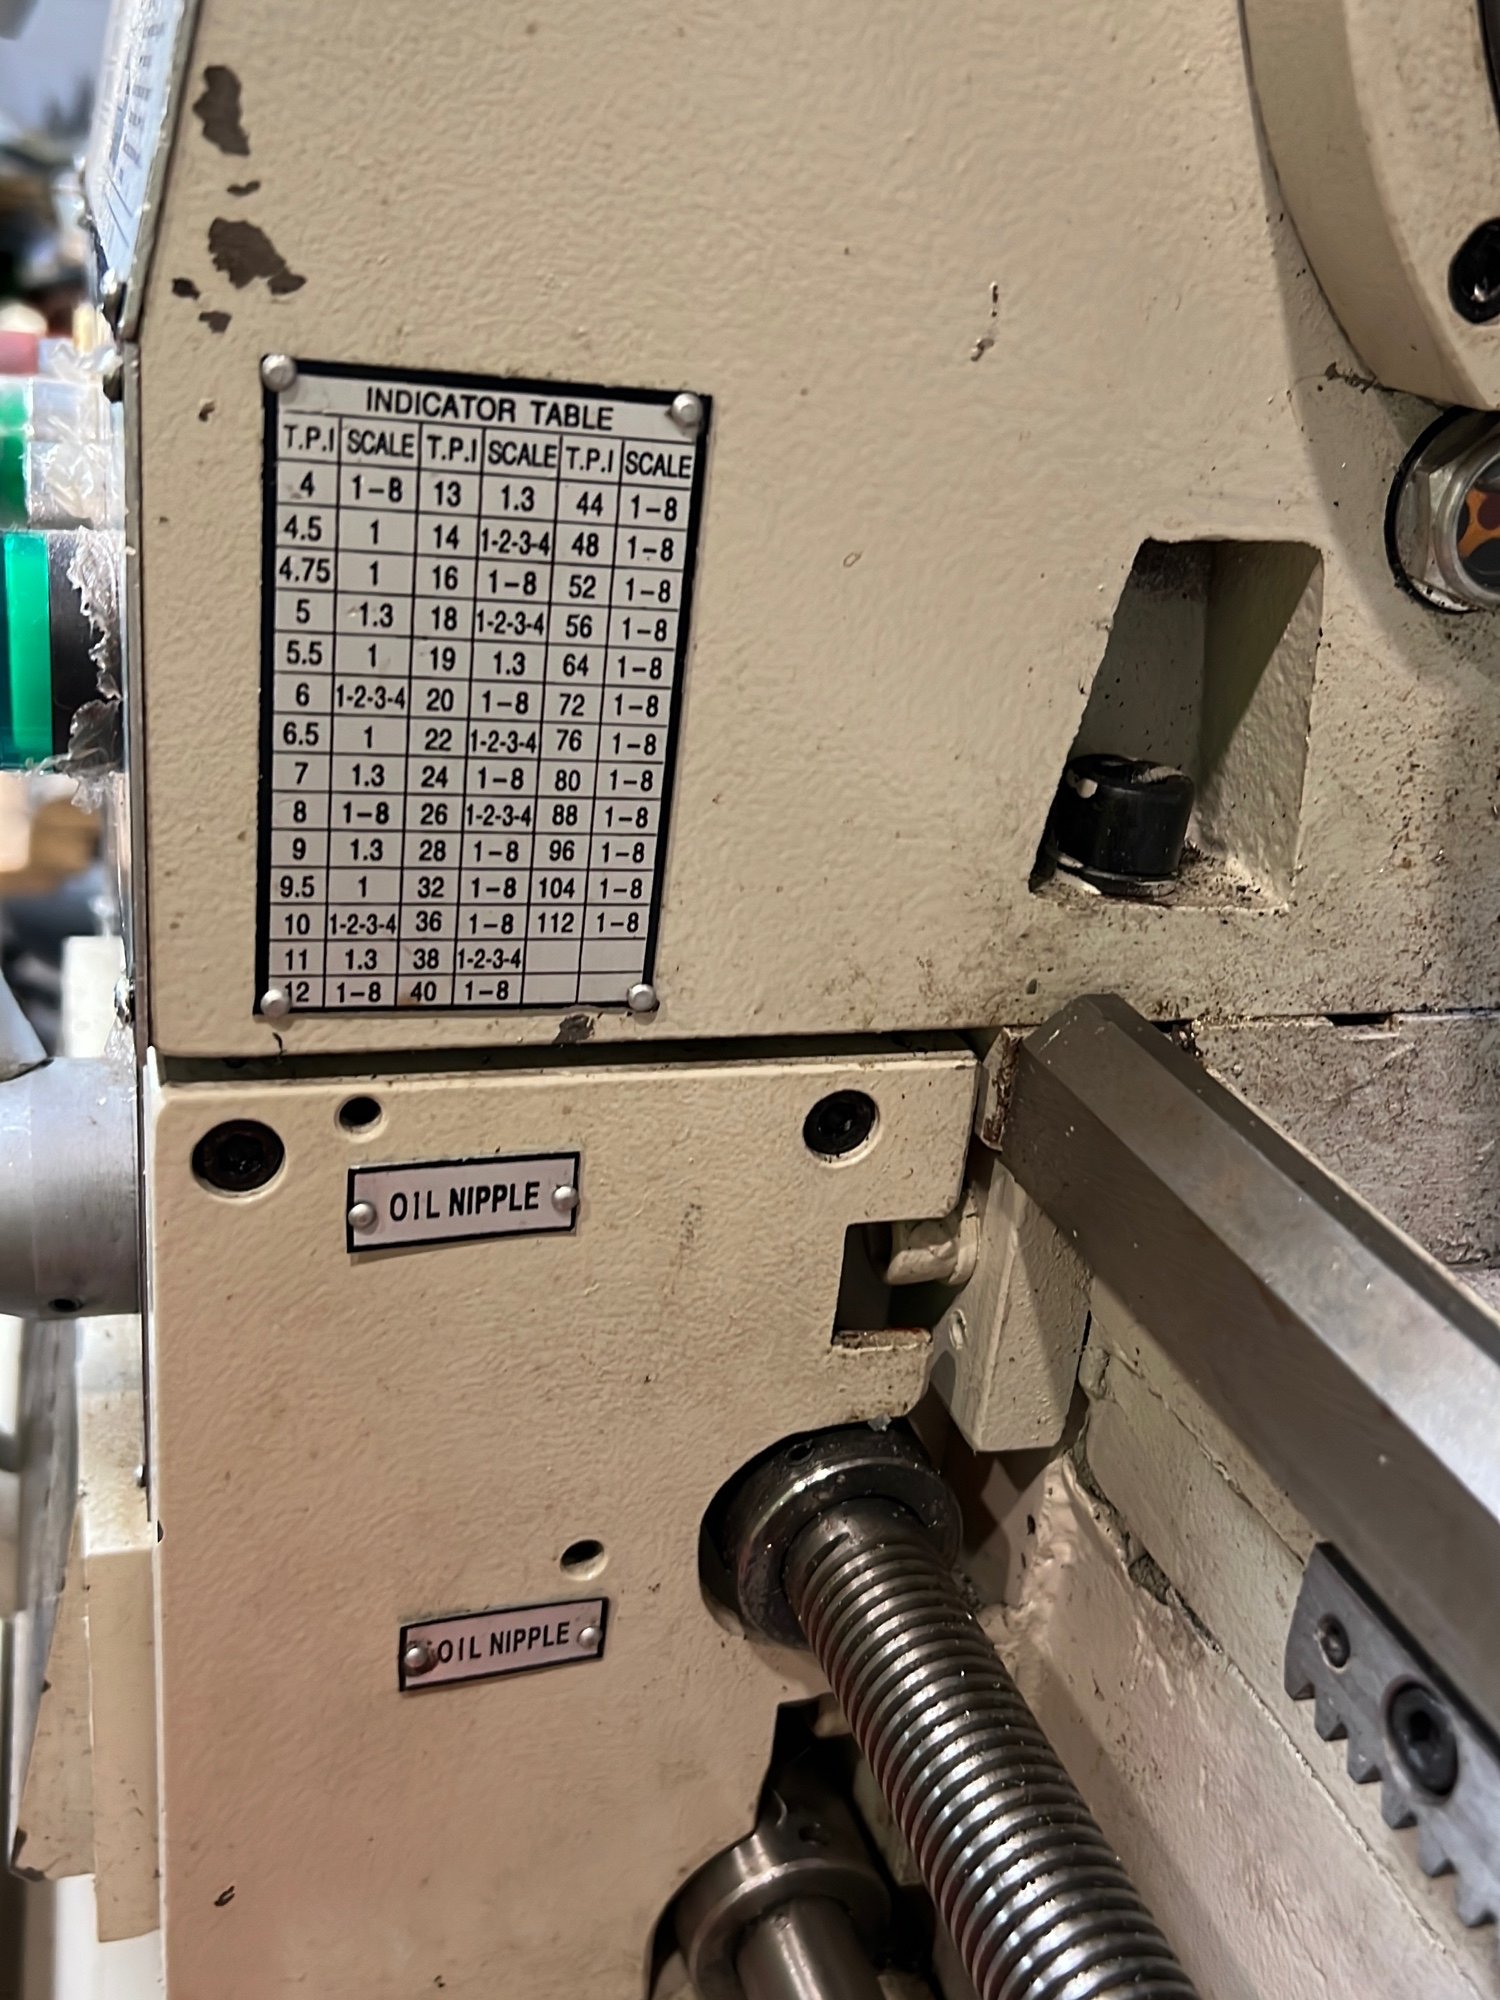 INDICATOR TABLE
T.P.I SCALE T.P.I SCALE T.P.I SCALE
4 1-8 13 1.3 44 1-8
4.5 1 14 1-2-3-4 48 1-8
4.75 1 16 1-8 52 1-8
5 1.3 18 1-2-3-4 56 1-8
5.5 1 19 1.3 64 1-8
6 1-2-3-4 20 1-8 72 1-8
6.5 1 22 1-2-3-4 76 1-8
7 1.3 24 1-8 80 1-8
8 1-8 26 1-2-3-4 88 1-8
9 1.3 28 1-8 96 1-8
9.5 1 32 1-8 104 1-8
10 1-2-3-4 36 1-8 112 1-8
11 1.3 38 1-2-3-4
12 1-8 40 1-8
OIL NIPPLE
OIL NIPPLE